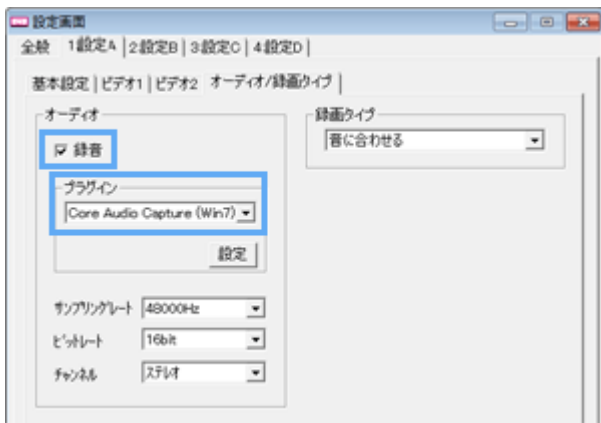 設定画面
全般 1設定A 2設定B 3設定C 4設定D
基本設定 ビデオ1 ビデオ2 オーディオ/録画タイプ
オーディオ
録音
プラグイン
Core Audio Capture (Win7)
設定
サンプリングレート 48000Hz
ビットレート 16bit
チャンネル ステレオ
録画タイプ
音に合わせる